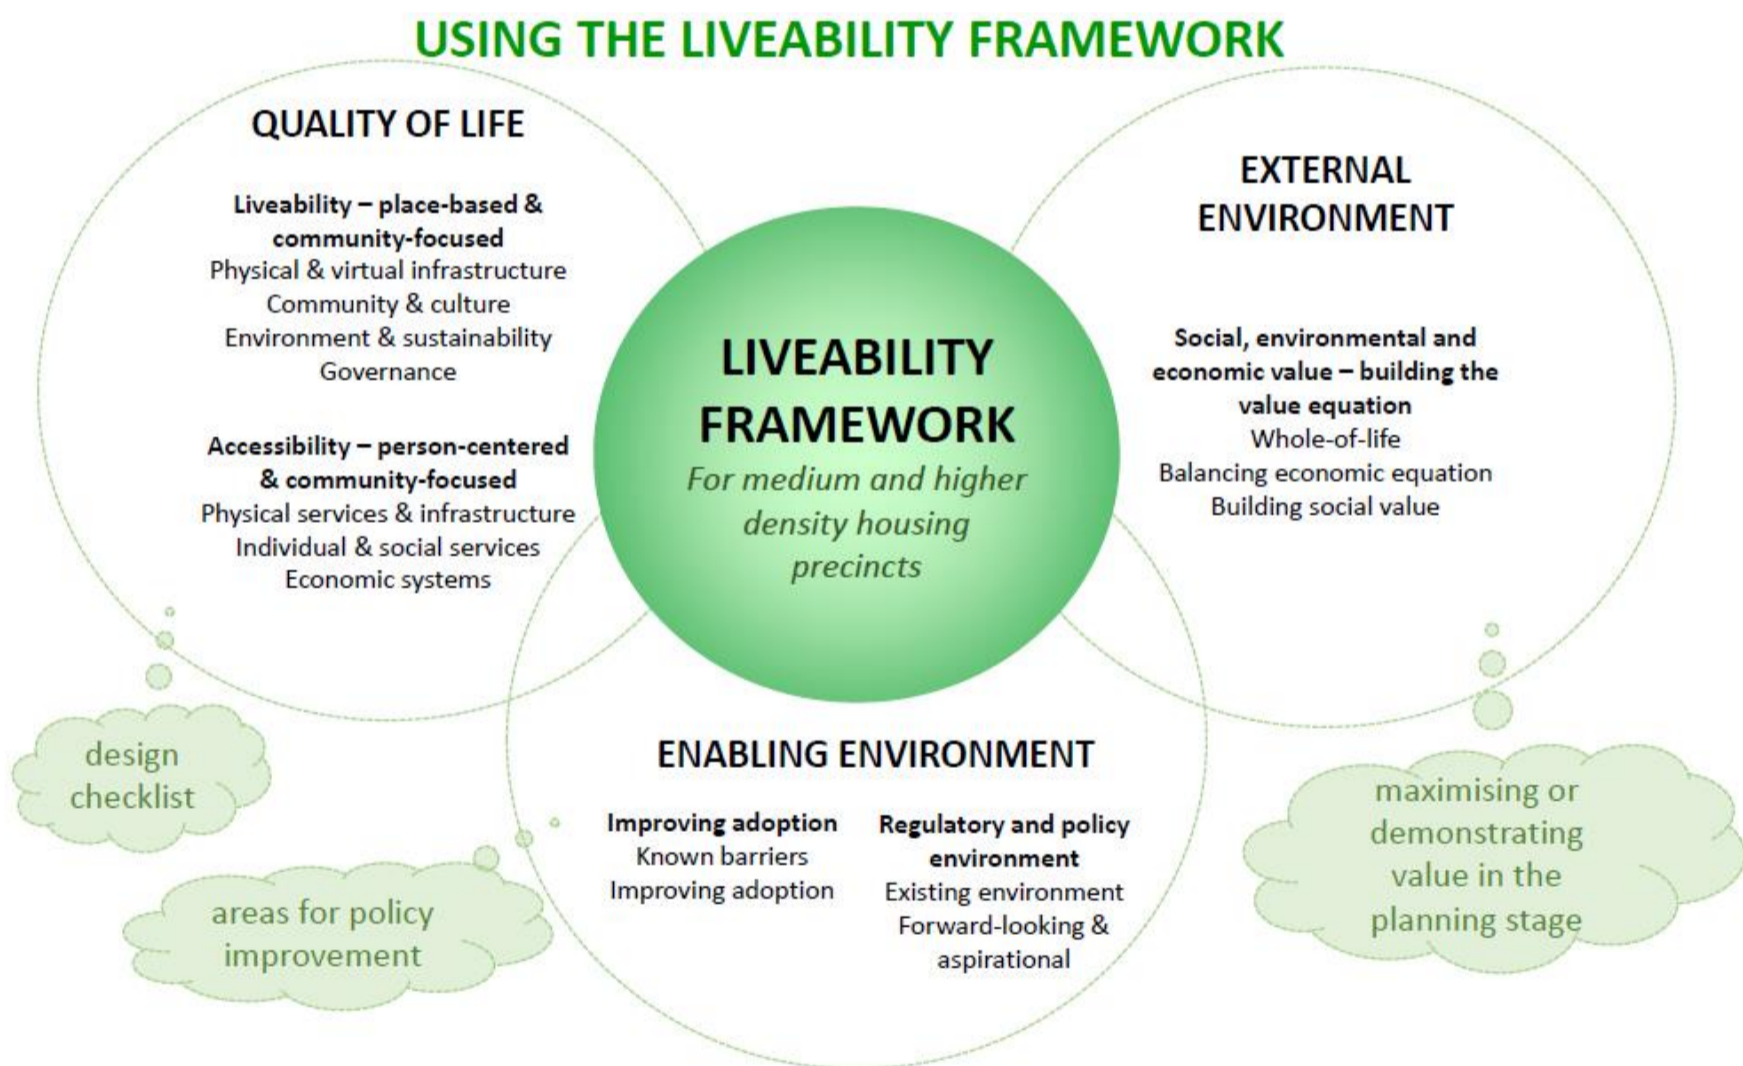 USING THE LIVEABILITY FRAMEWORK
QUALITY OF LIFE
Liveability – place-based &
community-focused
Physical & virtual infrastructure
Community & culture
Environment & sustainability
Governance
Accessibility – person-centered
& community-focused
Physical services & infrastructure
Individual & social services
Economic systems
design
checklist
LIVEABILITY
FRAMEWORK
For medium and higher
density housing
precincts
EXTERNAL
ENVIRONMENT
Social, environmental and
economic value – building the
value equation
Whole-of-life
Balancing economic equation
Building social value
maximising or
demonstrating
value in the
planning stage
ENABLING ENVIRONMENT
Improving adoption
Known barriers
Improving adoption
Regulatory and policy
environment
Existing environment
Forward-looking &
aspirational
areas for policy
improvement